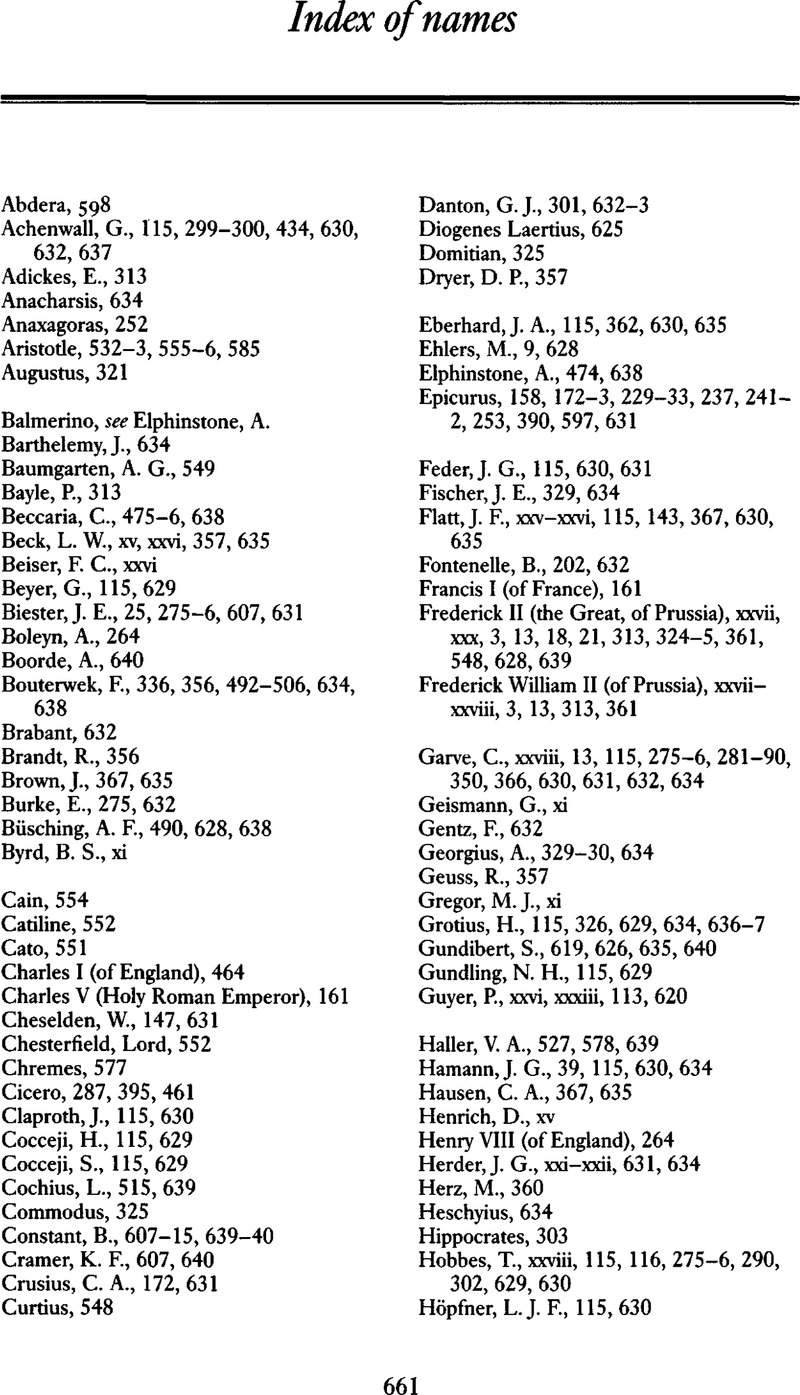 Index of names
Abdera, 598
Achenwall, G., 115, 299–300, 434, 630,
632, 637
Adickes, E., 313
Anacharsis, 634
Anaxagoras, 252
Aristotle, 532–3, 555–6, 585
Augustus, 321
Balmerino, see Elphinstone, A.
Barthelemy, J., 634
Baumgarten, A. G., 549
Bayle, P., 313
Beccaria, C., 475–6, 638
Beck, L. W., xv, xxvi, 357, 635
Beiser, F. C., xxvi
Beyer, G., 115, 629
Biester, J. E., 25, 275–6, 607, 631
Boleyn, A., 264
Boorde, A., 640
Bouterwek, F., 336, 356, 492–506, 634,
638
Brabant, 632
Brandt, R., 356
Brown, J., 367, 635
Burke, E., 275, 632
Büsching, A. F., 490, 628, 638
Byrd, B. S., xi
Cain, 554
Catiline, 552
Cato, 551
Charles I (of England), 464
Charles V (Holy Roman Emperor), 161
Cheselden, W., 147, 631
Chesterfield, Lord, 552
Chremes, 577
Cicero, 287, 395, 461
Claproth, J., 115, 630
Cocceji, H., 115, 629
Cocceji, S., 115, 629
Cochius, L., 515, 639
Commodus, 325
Constant, B., 607–15, 639–40
Cramer, K. F., 607, 640
Crusius, C. A., 172, 631
Curtius, 548
Danton, G. J., 301, 632–3
Diogenes Laertius, 625
Domitian, 325
Dryer, D. P., 357
Eberhard, J. A., 115, 362, 630, 635
Ehlers, M., 9, 628
Elphinstone, A., 474, 638
Epicurus, 158, 172–3, 229–33, 237, 241–
2, 253, 390, 597, 631
Feder, J. G., 115, 630, 631
Fischer, J. E., 329, 634
Flatt, J. F., xxv–xxvi, 115, 143, 367, 630,
635
Fontenelle, B., 202, 632
Francis I (of France), 161
Frederick II (the Great, of Prussia), xxvii,
xxx, 3, 13, 18, 21, 313, 324–5, 361,
548, 628, 639
Frederick William II (of Prussia), xxvii–
xxviii, 3, 13, 313, 361
Garve, C., xxviii, 13, 115, 275–6, 281–90,
350, 366, 630, 631, 632, 634
Geismann, G., xi
Gentz, F., 632
Georgius, A., 329–30, 634
Geuss, R., 357
Gregor, M. J., xi
Grotius, H., 115, 326, 629, 634, 636–7
Gundibert, S., 619, 626, 635, 640
Gundling, N. H., 115, 629
Guyer, P., xxvi, xxxiii, 113, 620
Haller, V. A., 527, 578, 639
Hamann, J. G., 39, 115, 630, 634
Hausen, C. A., 367, 635
Henrich, D., xv
Henry VIII (of England), 264
Herder, J. G., xxi–xxii, 631, 634
Herz, M., 360
Heschyius, 634
Hippocrates, 303
Hobbes, T., xxviii, 115, 116, 275–6, 290,
302, 629, 630
Höpfner, L. J. F., 115, 630
661